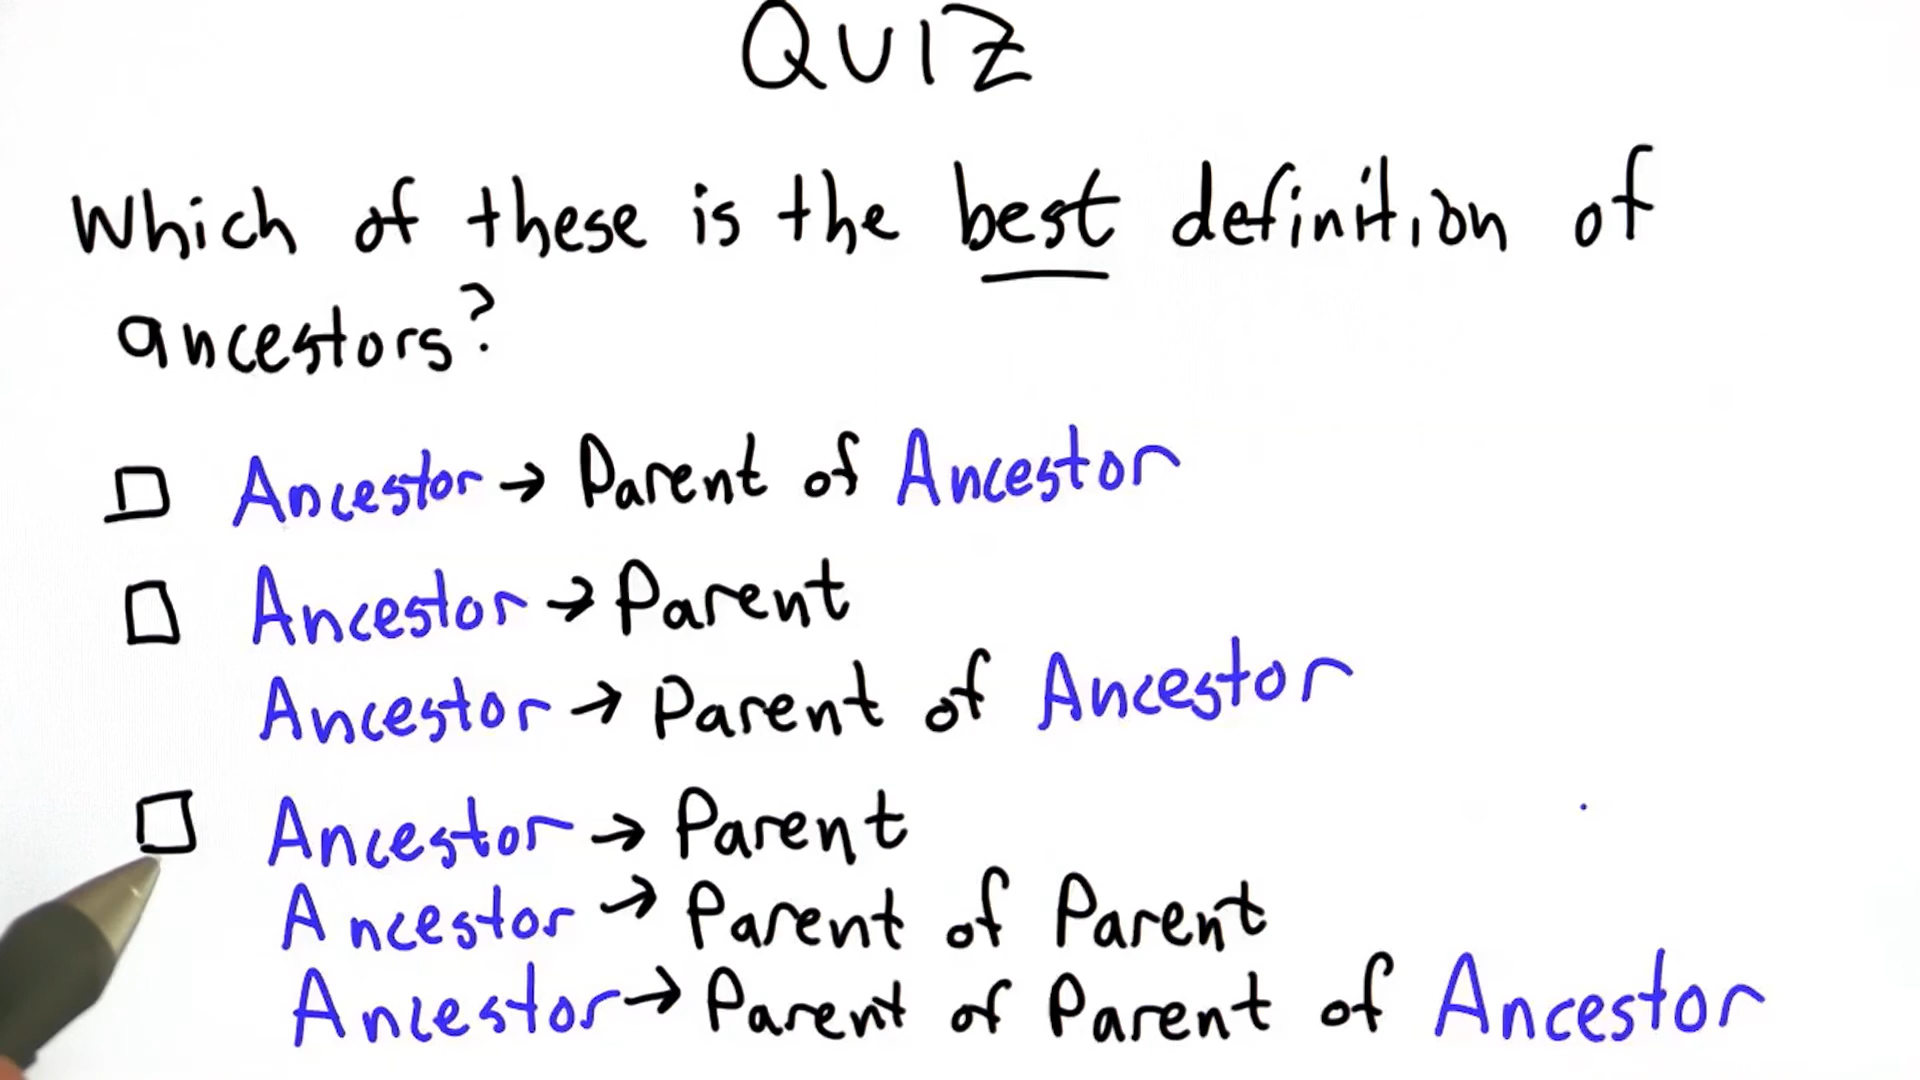 QUIZ
Which of these is the best definition of
ancestors?
Ancestor → Parent of Ancestor
Ancestor → Parent
Ancestor → Parent of Ancestor
Ancestor → Parent
Ancestor → Parent of Parent
Ancestor → Parent of Parent of Ancestor